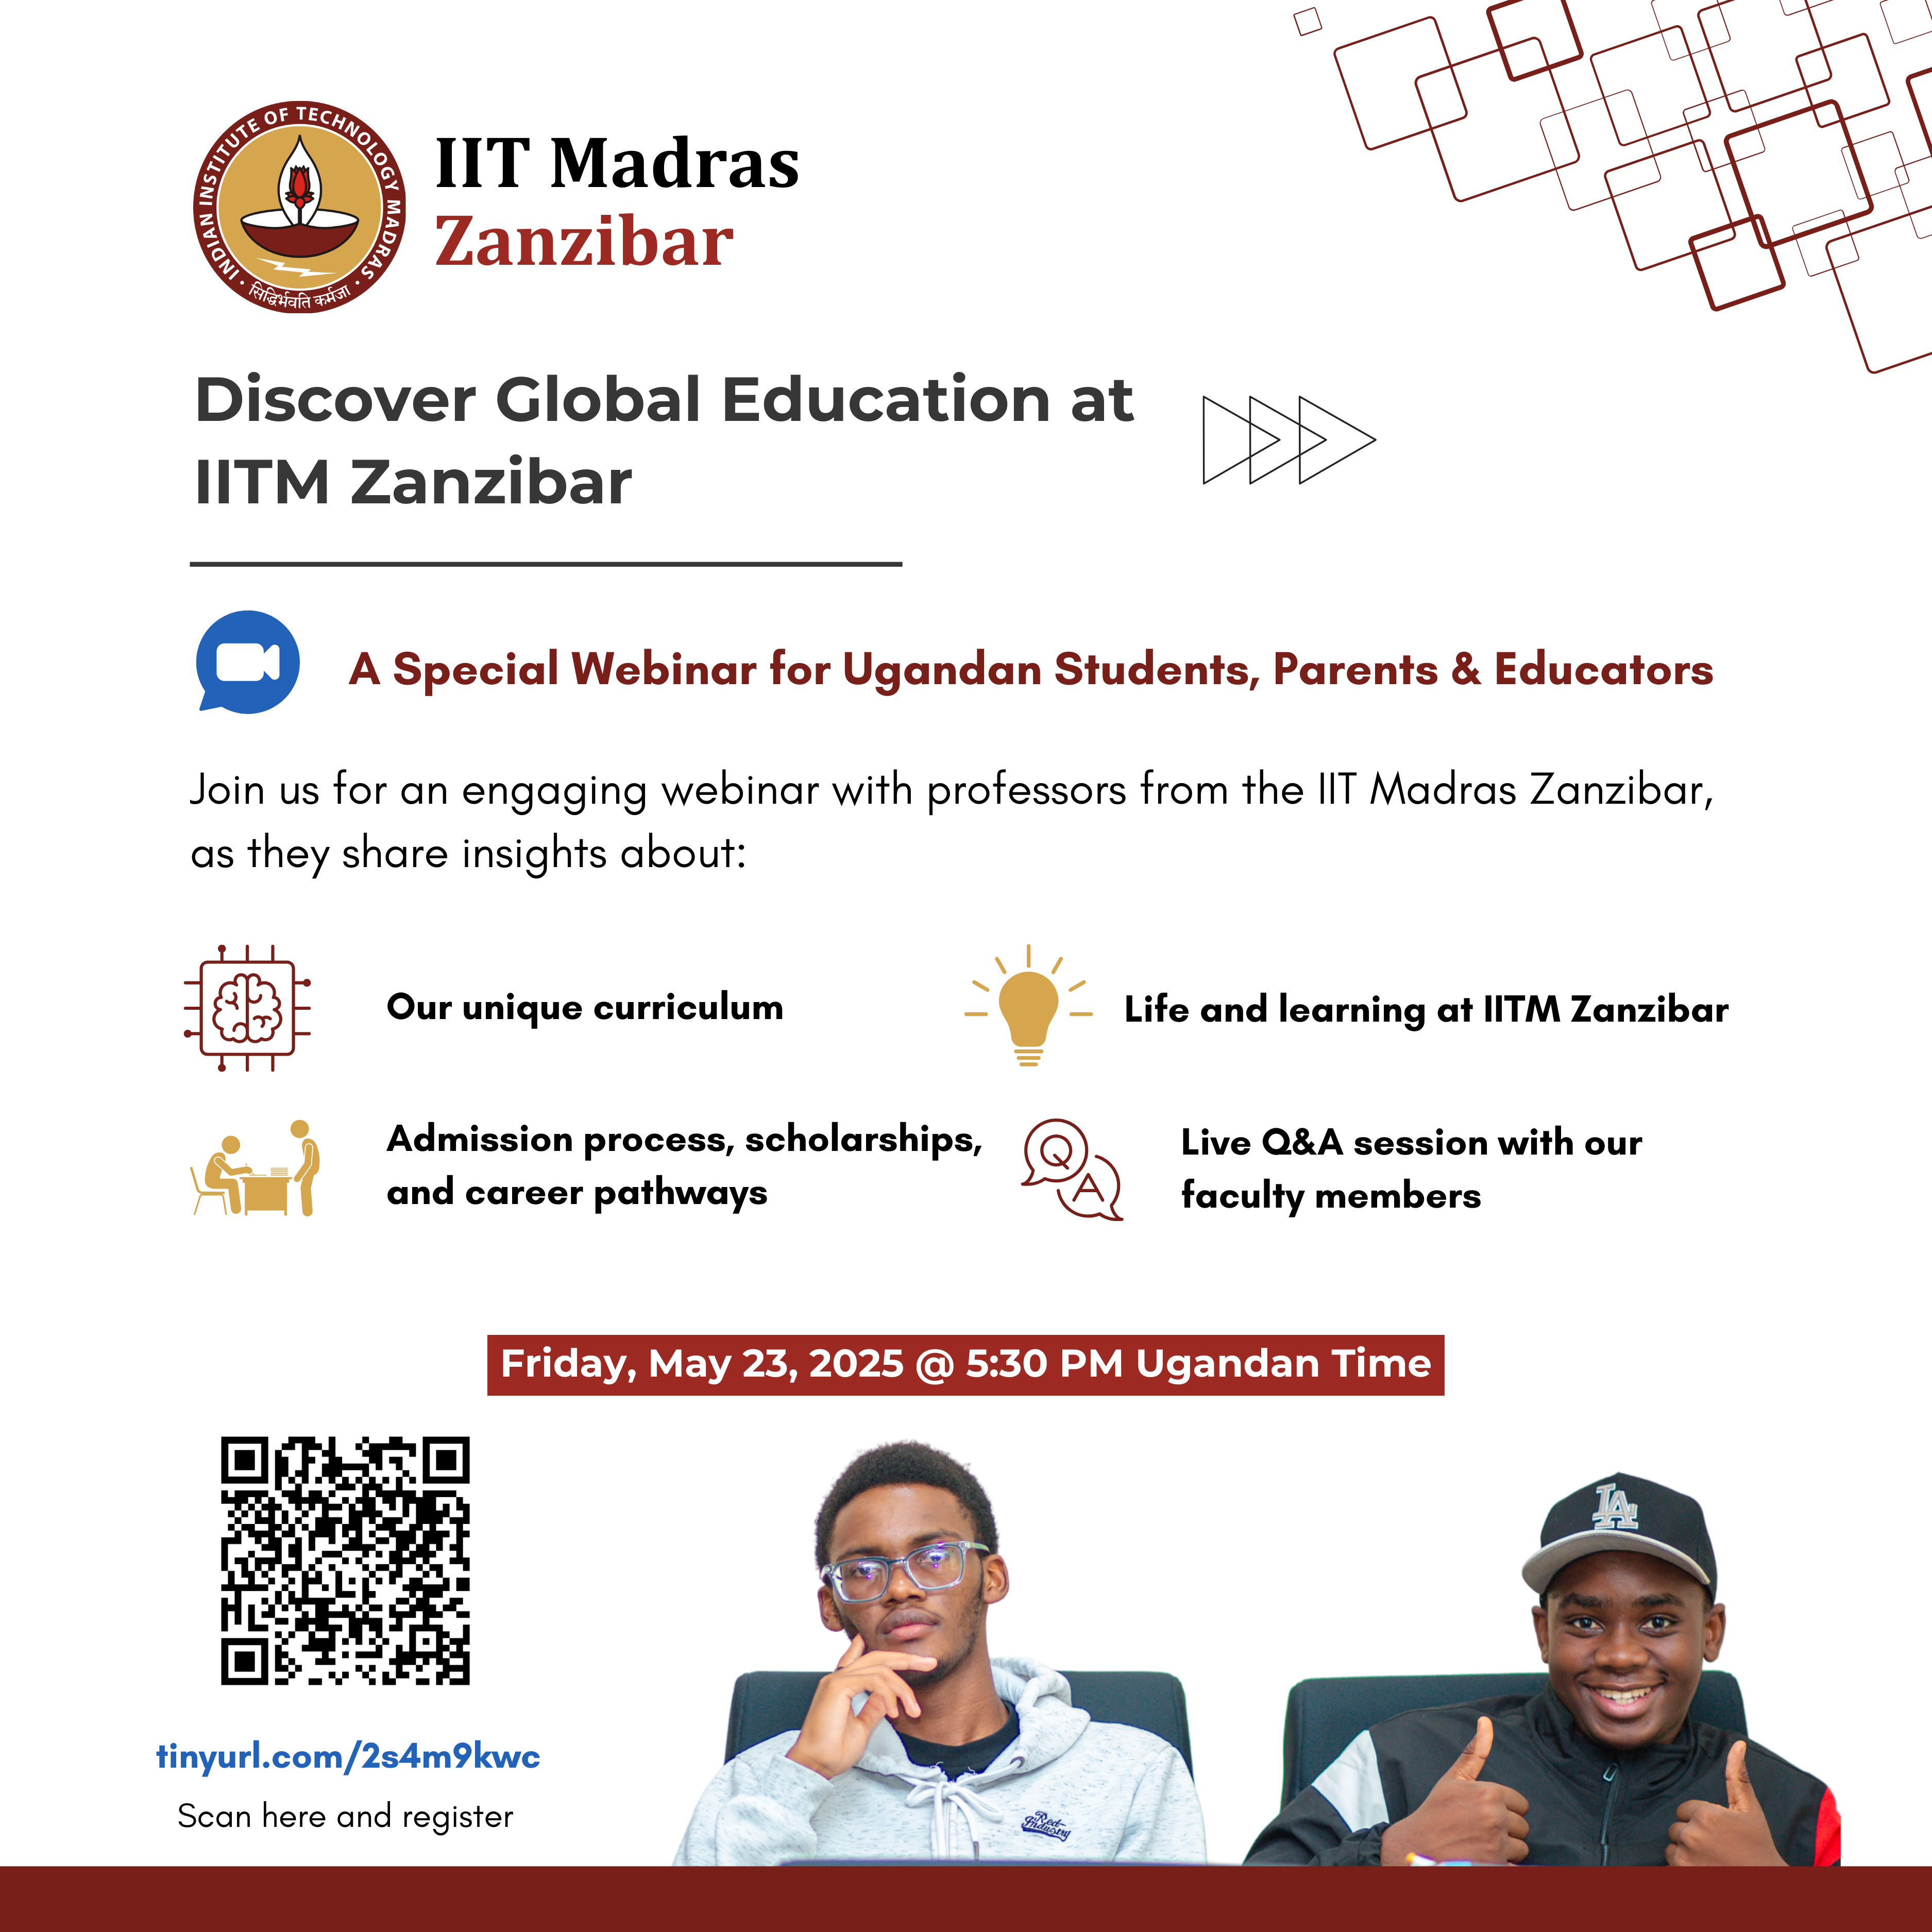 INDIAN INSTITUTE OF TECHNOLOGY MADRAS
सिद्धिर्भवति कर्मजा
IIT Madras
Zanzibar
Discover Global Education at
IITM Zanzibar
A Special Webinar for Ugandan Students, Parents & Educators
Join us for an engaging webinar with professors from the IIT Madras Zanzibar,
as they share insights about:
Our unique curriculum
Life and learning at IITM Zanzibar
Admission process, scholarships,
and career pathways
Q
A
Live Q&A session with our
faculty members
Friday, May 23, 2025 @ 5:30 PM Ugandan Time
LA
Red-
Industry
tinyurl.com/2s4m9kwc
Scan here and register